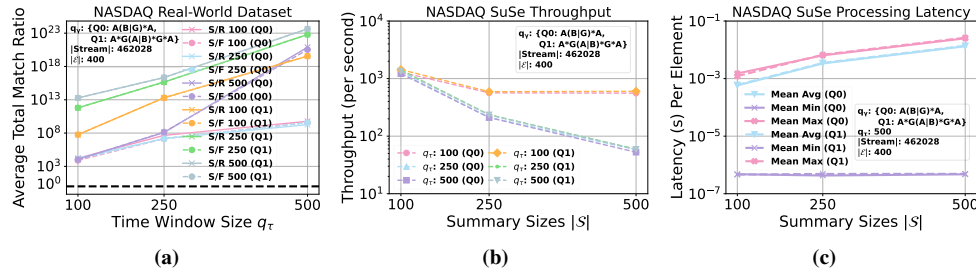 NASDAQ Real-World Dataset
Average Total Match Ratio
10^23
10^18
10^13
10^8
10^3
10^0
q_γ: {Q0: A(B|G)*A,
Q1: A*G(A|B)*G*A}
|Stream|: 462028
|ℰ|: 400
S/R 100 (Q0)
S/F 100 (Q0)
S/R 250 (Q0)
S/F 250 (Q0)
S/R 500 (Q0)
S/F 500 (Q0)
S/R 100 (Q1)
S/F 100 (Q1)
S/R 250 (Q1)
S/F 250 (Q1)
S/R 500 (Q1)
S/F 500 (Q1)
100 250 500
Time Window Size q_τ
(a)
NASDAQ SuSe Throughput
Throughput (per second)
10^4
10^3
10^2
10^1
q_γ: {Q0: A(B|G)*A,
Q1: A*G(A|B)*G*A}
|Stream|: 462028
|ℰ|: 400
q_τ: 100 (Q0)
q_τ: 250 (Q0)
q_τ: 500 (Q0)
q_τ: 100 (Q1)
q_τ: 250 (Q1)
q_τ: 500 (Q1)
100 250 500
Summary Sizes |𝒮|
(b)
NASDAQ SuSe Processing Latency
Latency (s) Per Element
10^-1
10^-3
10^-5
10^-7
Mean Avg (Q0)
Mean Min (Q0)
Mean Max (Q0)
Mean Avg (Q1)
Mean Min (Q1)
Mean Max (Q1)
q_γ: {Q0: A(B|G)*A,
Q1: A*G(A|B)*G*A}
q_τ: 500
|Stream|: 462028
|ℰ|: 400
100 250 500
Summary Sizes |𝒮|
(c)